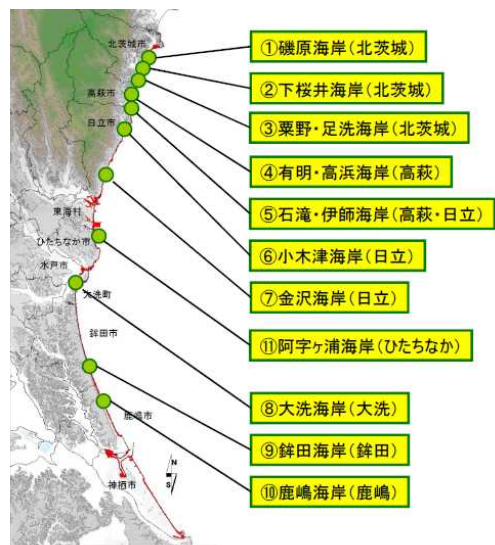 北茨城市
高萩市
日立市
東海村
ひたちなか市
水戸市
大洗町
鉾田市
鹿嶋市
神栖市
N
S
①磯原海岸(北茨城)
②下桜井海岸(北茨城)
③粟野・足洗海岸(北茨城)
④有明・高浜海岸(高萩)
⑤石滝・伊師海岸(高萩・日立)
⑥小木津海岸(日立)
⑦金沢海岸(日立)
⑪阿字ヶ浦海岸(ひたちなか)
⑧大洗海岸(大洗)
⑨鉾田海岸(鉾田)
⑩鹿嶋海岸(鹿嶋)